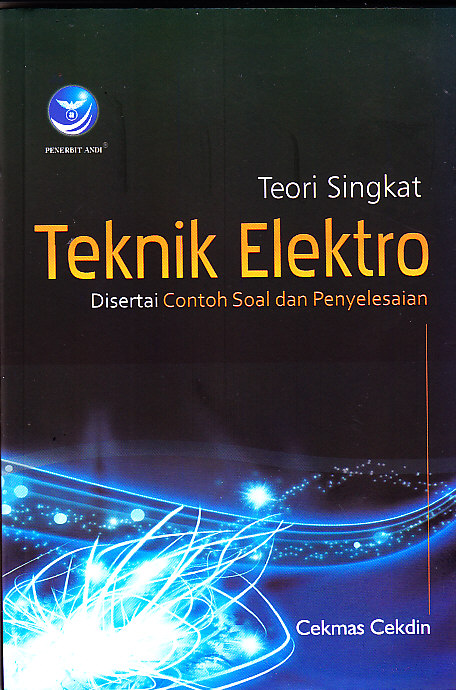 PENERBIT ANDI®
Teori Singkat
Teknik Elektro
Disertai Contoh Soal dan Penyelesaian
Cekmas Cekdin